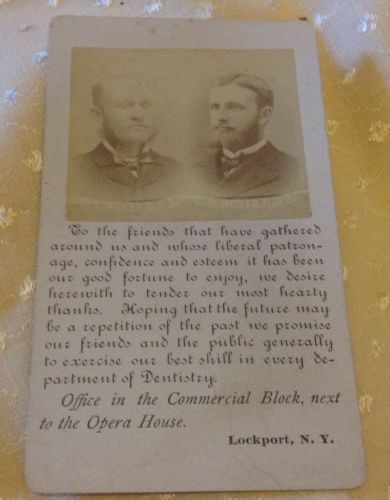 To the friends that have gathered
around us and whose liberal patron-
age, confidence and esteem it has been
our good fortune to enjoy, we desire
herewith to tender our most hearty
thanks. Hoping that the future may
be a repetition of the past we promise
our friends and the public generally
to exercise our best skill in every de-
partment of Dentistry.
Office in the Commercial Block, next
to the Opera House.
Lockport, N. Y.